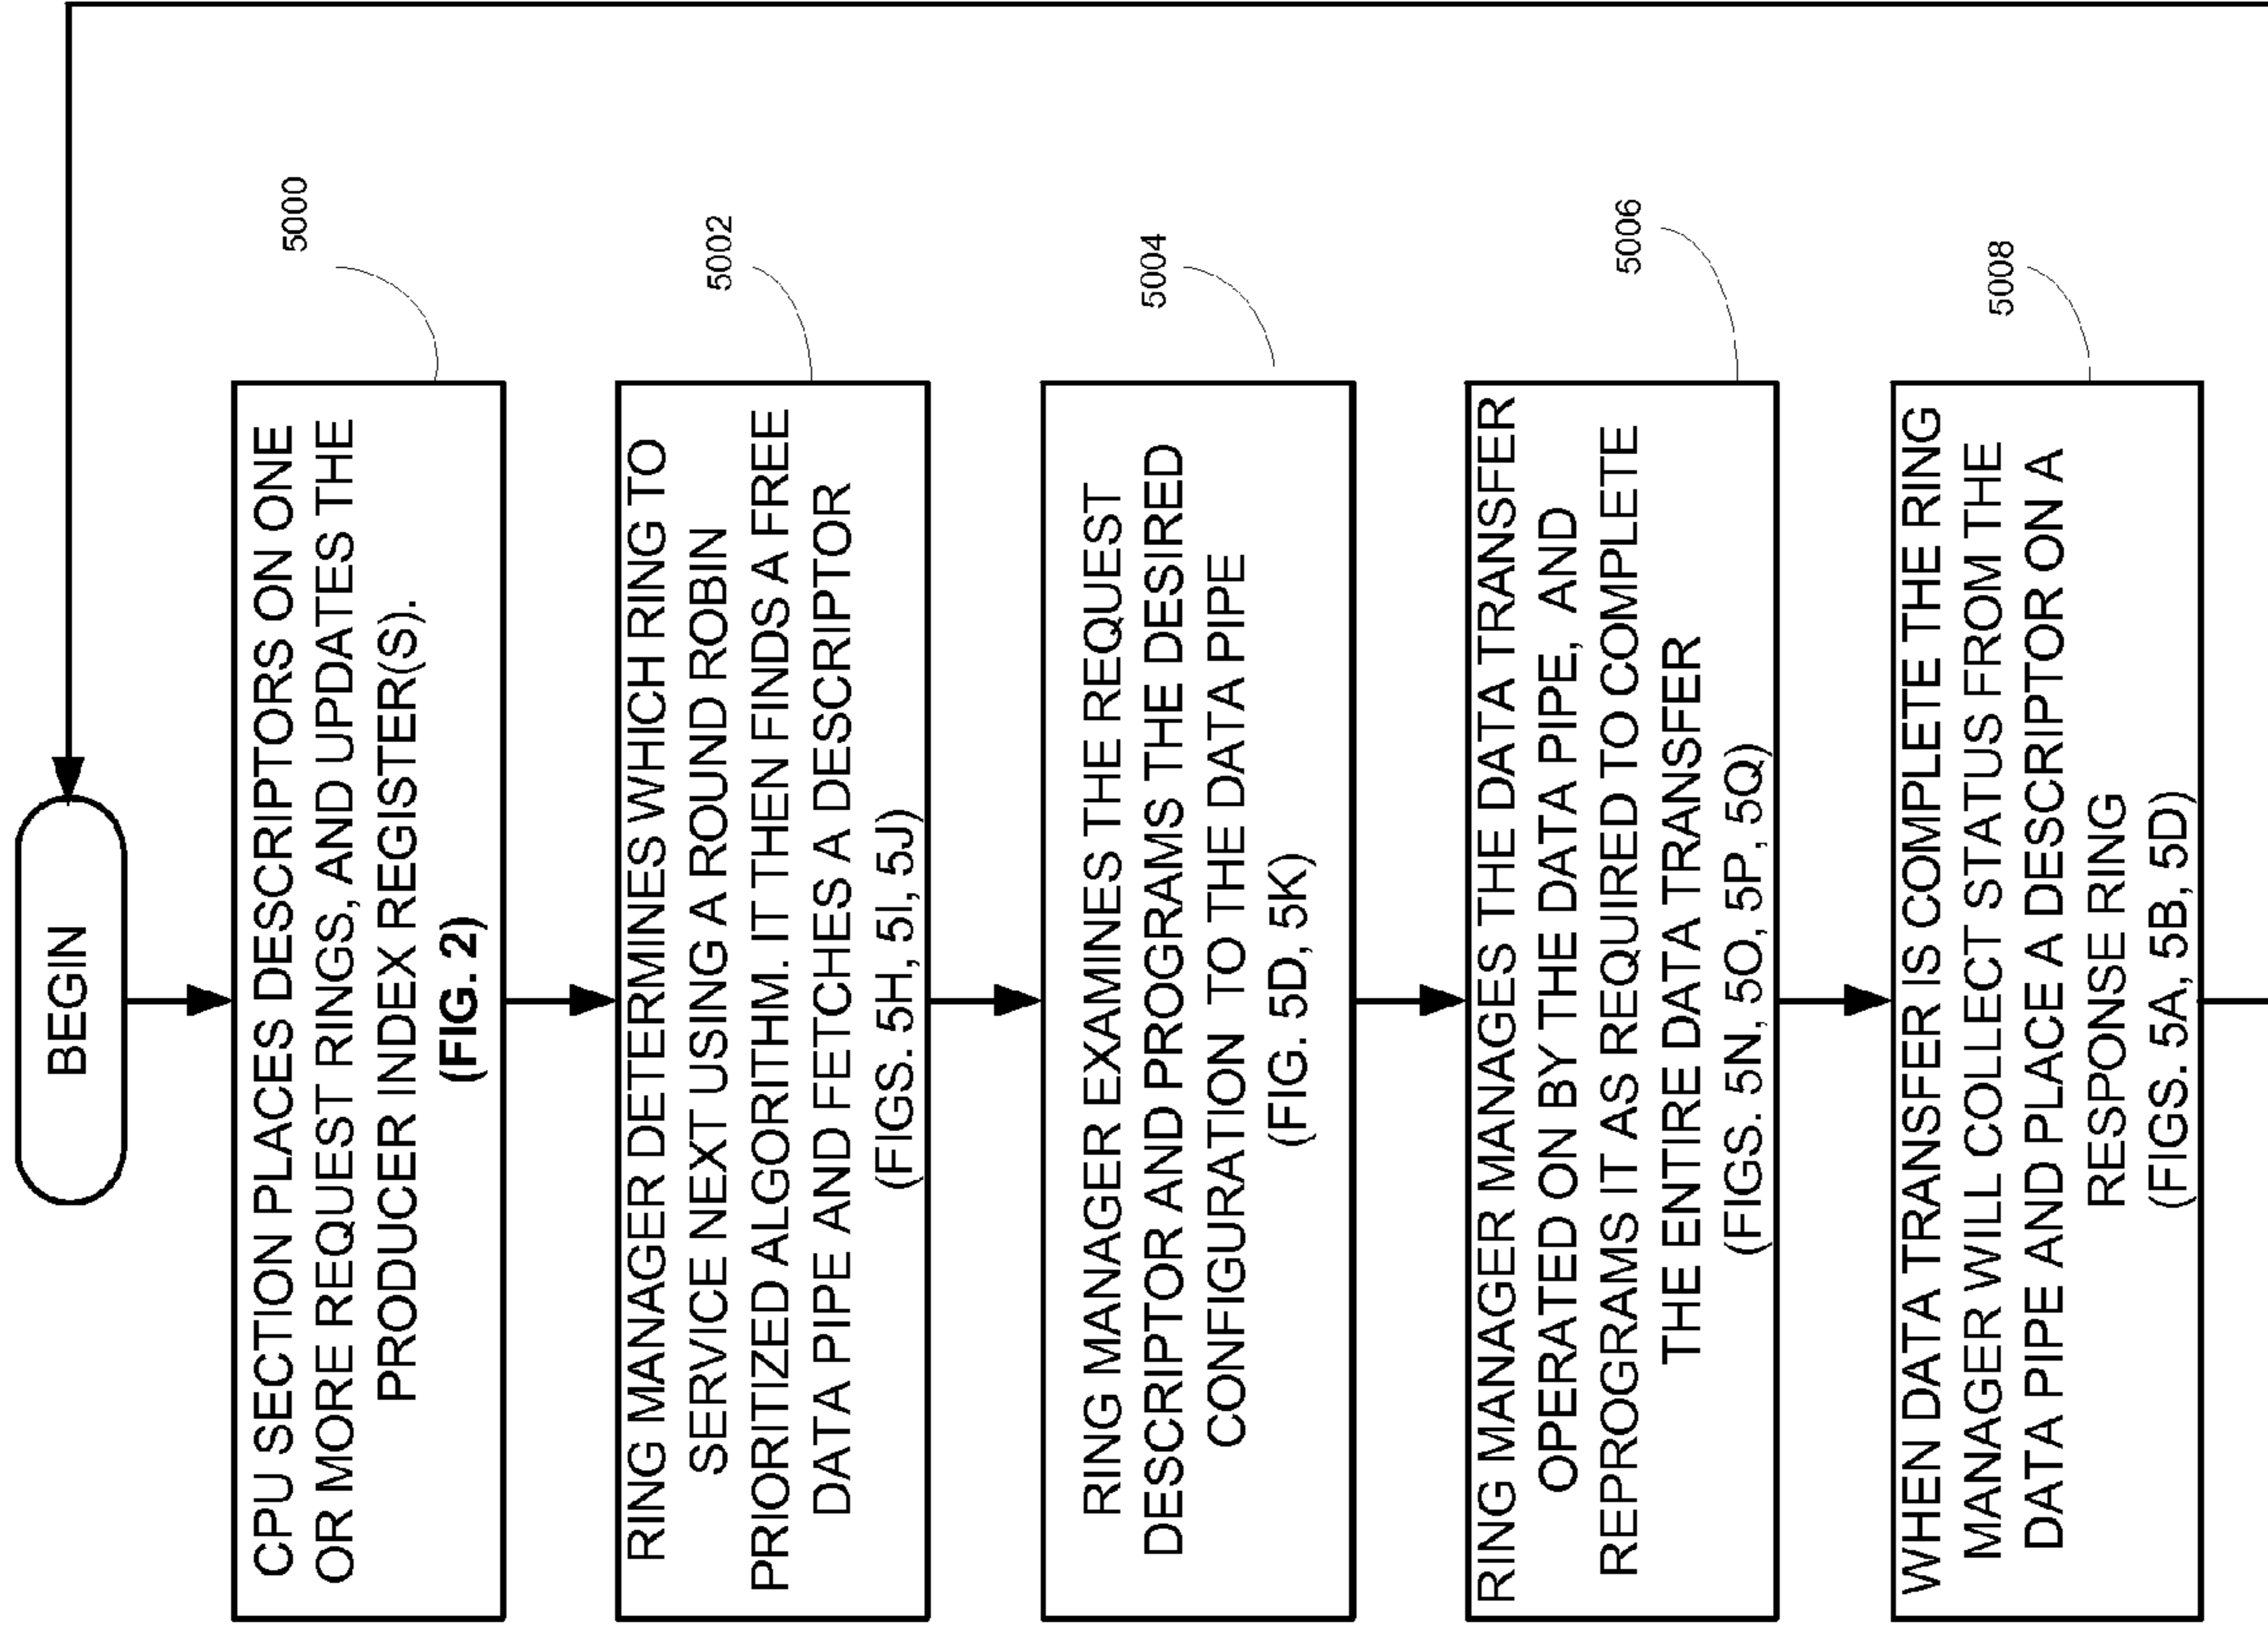 BEGIN
5000
CPU SECTION PLACES DESCRIPTORS ON ONE
OR MORE REQUEST RINGS, AND UPDATES THE
PRODUCER INDEX REGISTER(S).
(FIG. 2)
5002
RING MANAGER DETERMINES WHICH RING TO
SERVICE NEXT USING A ROUND ROBIN
PRIORITIZED ALGORITHM. IT THEN FINDS A FREE
DATA PIPE AND FETCHES A DESCRIPTOR
(FIGS. 5H, 5I, 5J)
5004
RING MANAGER EXAMINES THE REQUEST
DESCRIPTOR AND PROGRAMS THE DESIRED
CONFIGURATION TO THE DATA PIPE
(FIG. 5D, 5K)
5006
RING MANAGER MANAGES THE DATA TRANSFER
OPERATED ON BY THE DATA PIPE, AND
REPROGRAMS IT AS REQUIRED TO COMPLETE
THE ENTIRE DATA TRANSFER
(FIGS. 5N, 5O, 5P, 5Q)
5008
WHEN DATA TRANSFER IS COMPLETE THE RING
MANAGER WILL COLLECT STATUS FROM THE
DATA PIPE AND PLACE A DESCRIPTOR ON A
RESPONSE RING
(FIGS. 5A, 5B, 5D)